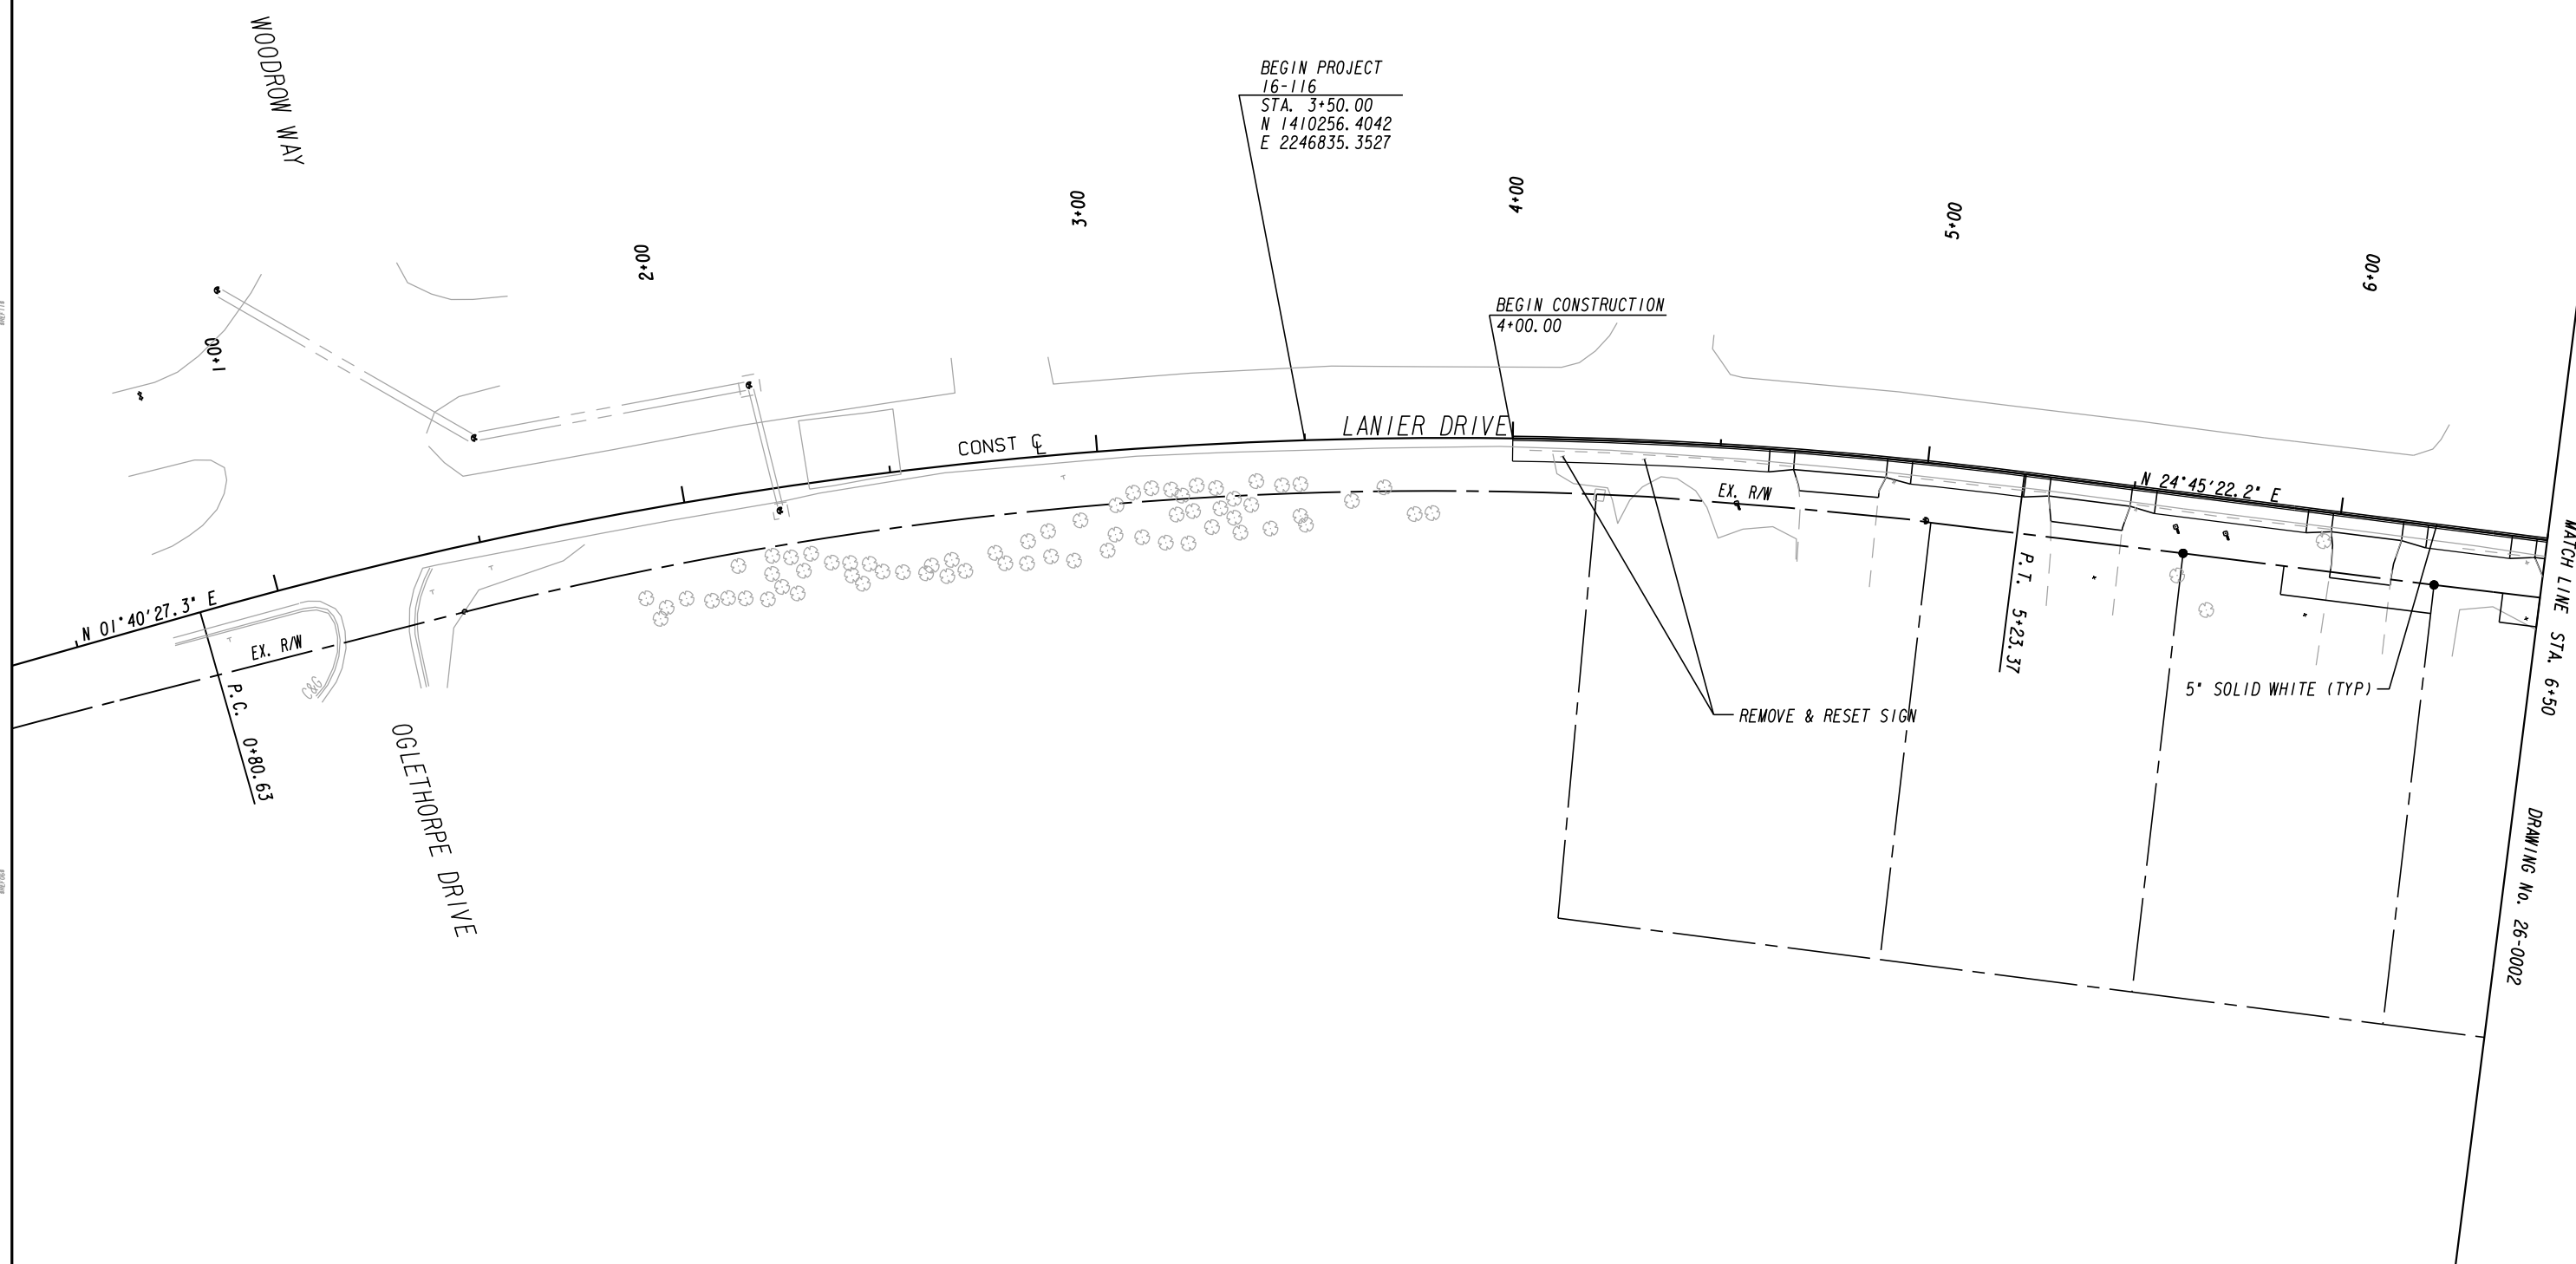 WOODROW WAY
BEGIN PROJECT
16-116
STA. 3+50.00
N 1410256.4042
E 2246835.3527
1+00
2+00
3+00
4+00
5+00
6+00
BEGIN CONSTRUCTION
4+00.00
LANIER DRIVE
CONST ℄
N 01°40'27.3" E
EX. R/W
EX. R/W
N 24°45'22.2" E
C&G
P.C. 0+80.63
P.T. 5+23.37
OGLETHORPE DRIVE
REMOVE & RESET SIGN
5" SOLID WHITE (TYP)
MATCH LINE STA. 6+50
DRAWING No. 26-0002